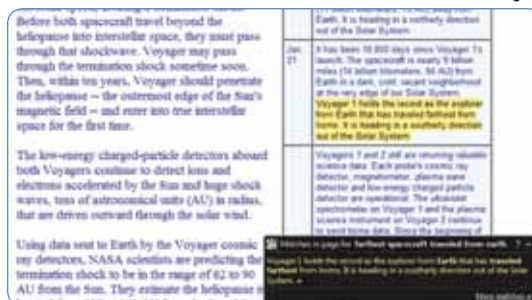 Before both spacecraft travel beyond the
heliopause into interstellar space, they must pass
through that shockwave. Voyager may pass
through the termination shock sometime soon.
Then, within ten years, Voyager should penetrate
the heliopause -- the outermost edge of the Sun's
magnetic field -- and enter into true interstellar
space for the first time.
The low-energy charged-particle detectors aboard
both Voyagers continue to detect ions and
electrons accelerated by the Sun and huge shock
waves, tens of astronomical units (AU) in radius,
that are driven outward through the solar wind.
Using data sent to Earth by the Voyager cosmic
ray detectors, NASA scientists are predicting the
termination shock to be in the range of 62 to 90
AU from the Sun. They estimate the heliopause is
Earth. It is heading in a northerly direction
out of the Solar System.
Jan
21
It has been 10 000 days since Voyager 1's
launch. The spacecraft is nearly 9 billion
miles (14 billion kilometers, 94 AU) from
Earth in a dark, cold, vacant neighborhood
at the very edge of our Solar System.
Voyager 1 holds the record as the explorer
from Earth that has traveled farthest from
home. It is heading in a southerly direction
out of the Solar System.
Voyagers 1 and 2 still are returning valuable
science data. Each probe's cosmic ray
detector, magnetometer, plasma wave
detector and low-energy charged particle
detector are operational. The ultraviolet
spectrometer on Voyager 1 and the plasma
science instrument on Voyager 2 continue
to send home data. Since the beginning of
Matches in page for farthest spacecraft traveled from earth
Voyager 1 holds the record as the explorer from Earth that has traveled
farthest from home. It is heading in a southerly direction out of the Solar
System.